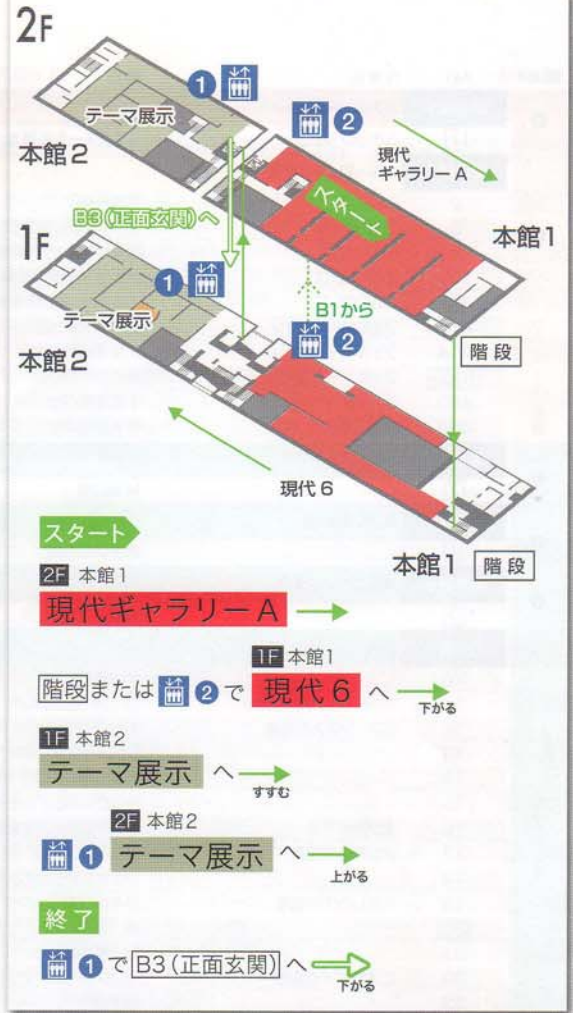 2F
1
テーマ展示
2
本館2
現代
ギャラリーA
スタート
本館1
B3(正面玄関)へ
1F
1
B1から
テーマ展示
2
階段
本館2
現代6
本館1 階段
スタート
2F 本館1
現代ギャラリーA
1F 本館1
階段または2で 現代6 へ
下がる
1F 本館2
テーマ展示 へ
すすむ
2F 本館2
1 テーマ展示 へ
上がる
終了
1でB3(正面玄関)へ
下がる